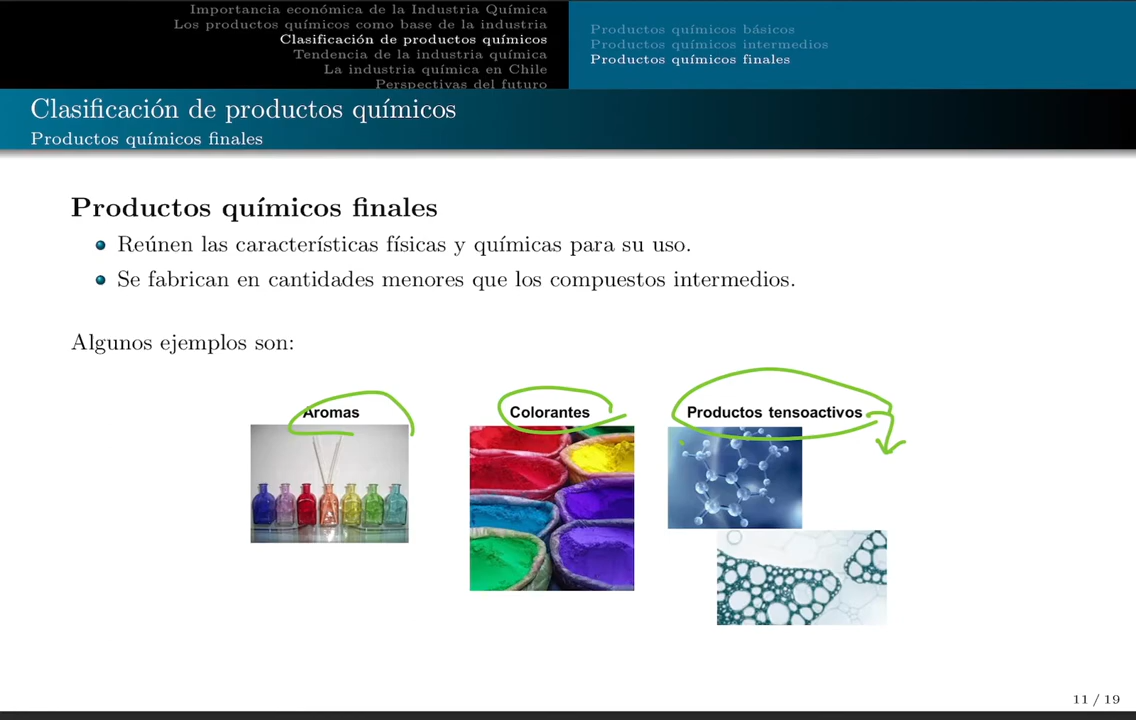 Importancia económica de la Industria Química
Los productos químicos como base de la industria
Clasificación de productos químicos
Tendencia de la industria química
La industria química en Chile
Perspectivas del futuro
Productos químicos básicos
Productos químicos intermedios
Productos químicos finales
Clasificación de productos químicos
Productos químicos finales
Productos químicos finales
Reúnen las características físicas y químicas para su uso.
Se fabrican en cantidades menores que los compuestos intermedios.
Algunos ejemplos son:
Aromas
Colorantes
Productos tensoactivos
11 / 19